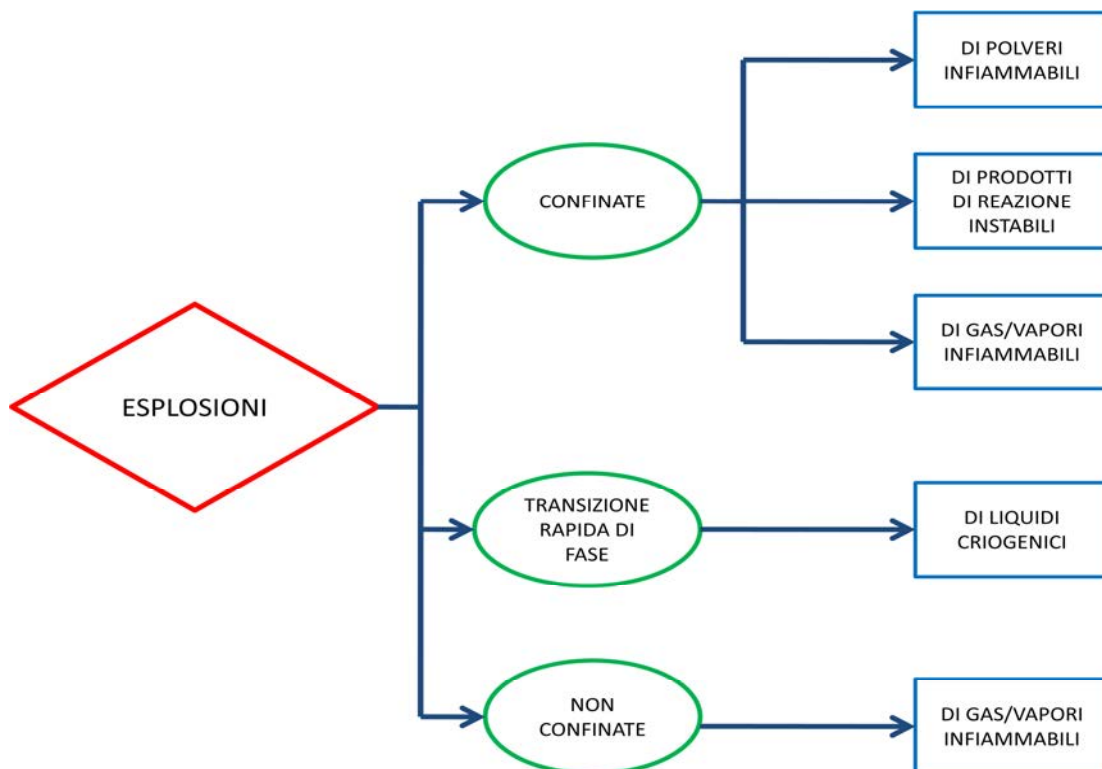 DI POLVERI
INFIAMMABILI
CONFINATE
DI PRODOTTI
DI REAZIONE
INSTABILI
DI GAS/VAPORI
INFIAMMABILI
ESPLOSIONI
TRANSIZIONE
RAPIDA DI
FASE
DI LIQUIDI
CRIOGENICI
NON
CONFINATE
DI GAS/VAPORI
INFIAMMABILI